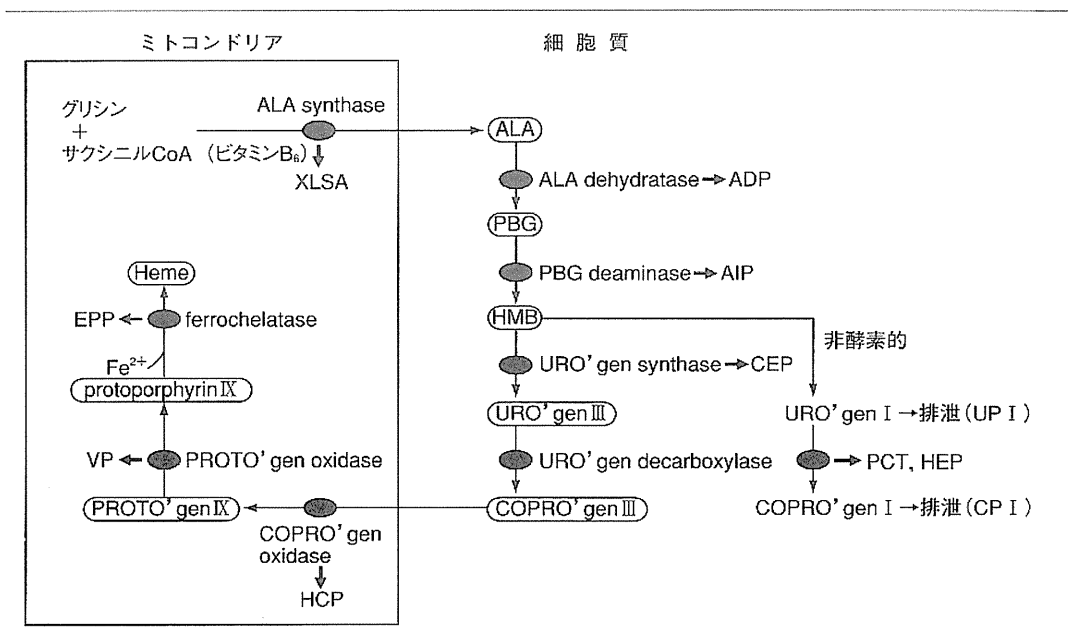 ミトコンドリア
細胞質
グリシン
+
サクシニルCoA (ビタミンB₆)
ALA synthase
XLSA
ALA
ALA dehydratase→ADP
PBG
PBG deaminase→AIP
HMB
非酵素的
URO'gen synthase→CEP
URO'gen Ⅲ
URO'gen Ⅰ→排泄(UPⅠ)
URO'gen decarboxylase
PCT, HEP
COPRO'gen Ⅲ
COPRO'gen Ⅰ→排泄(CPⅠ)
COPRO'gen
oxidase
HCP
PROTO'gen Ⅸ
VP
PROTO'gen oxidase
protoporphyrin Ⅸ
Fe²⁺
EPP
ferrochelatase
Heme